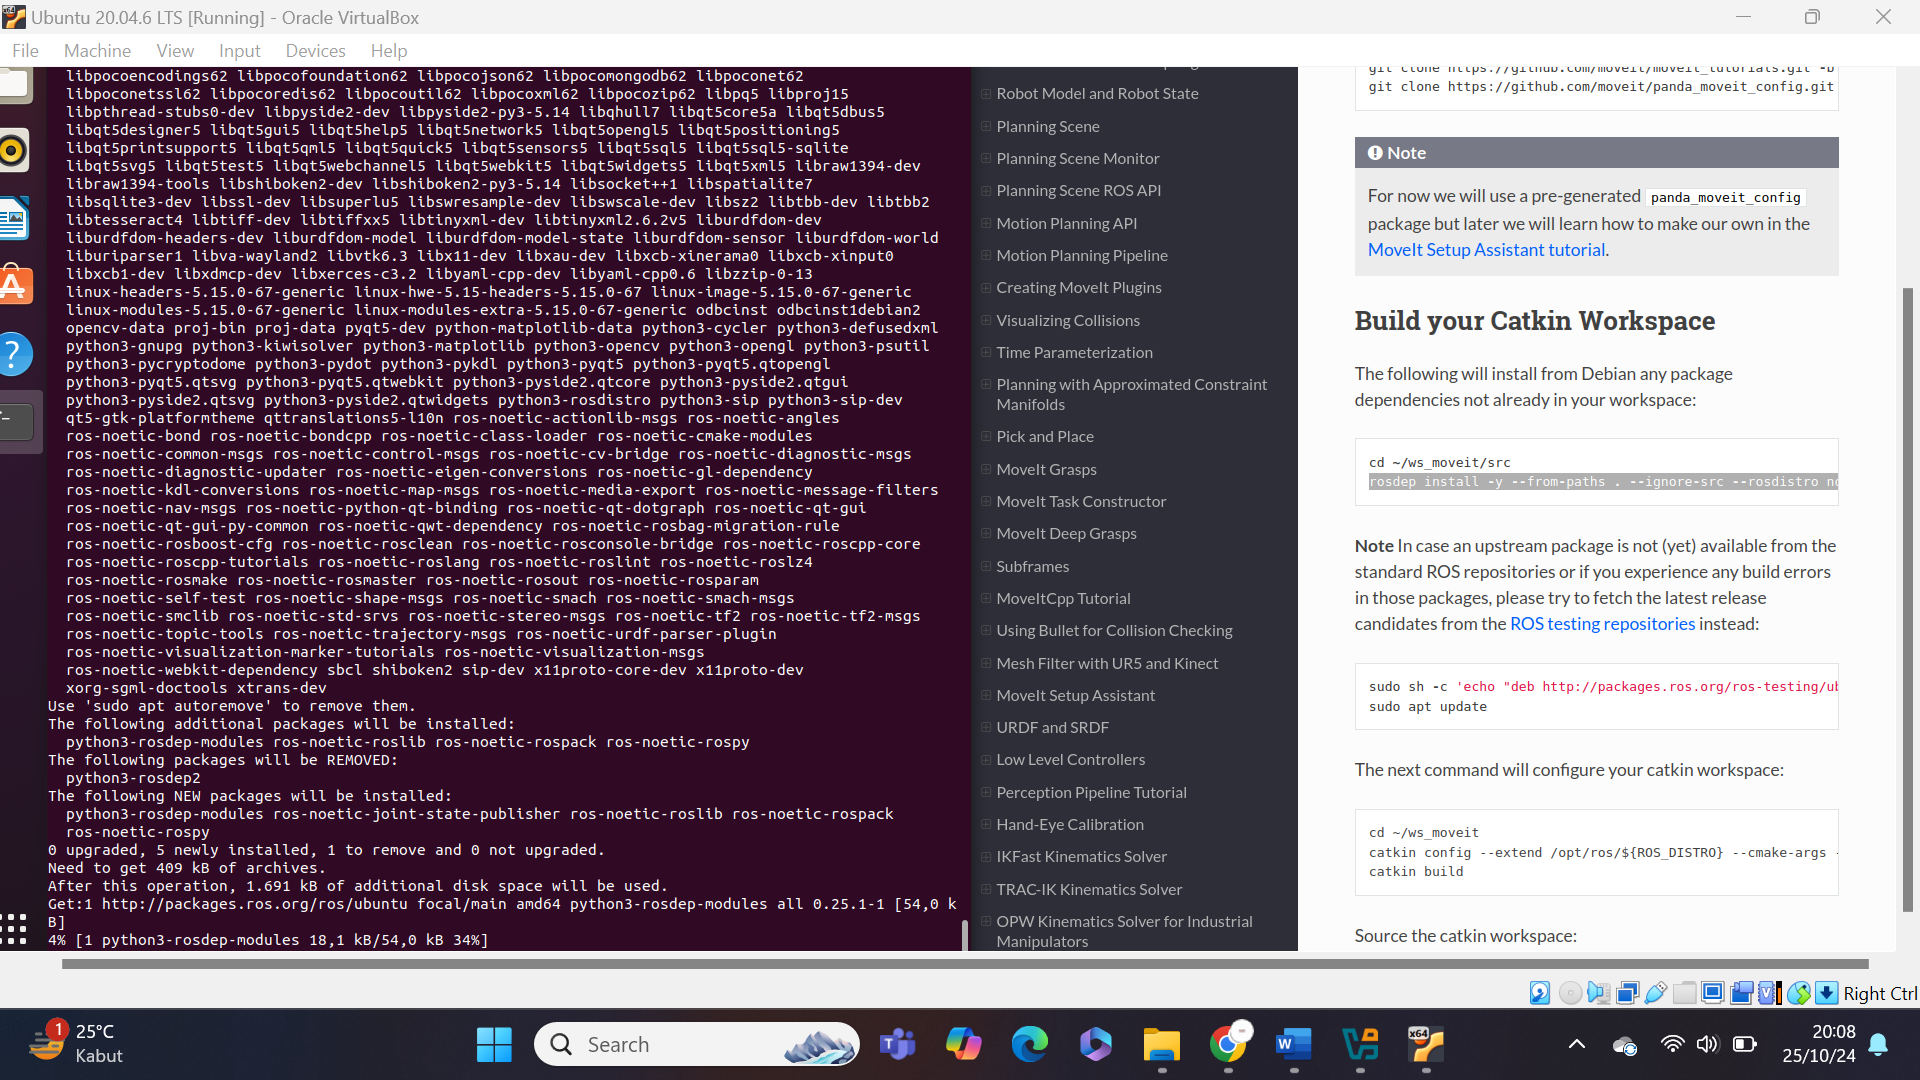 Ubuntu 20.04.6 LTS [Running] - Oracle VirtualBox
File Machine View Input Devices Help
libpocoencodings62 libpocofoundation62 libpocojson62 libpocomongodb62 libpoconet62
libpoconetssl62 libpocoredis62 libpocoutil62 libpocoxml62 libpocozip62 libpq5 libproj15
libpthread-stubs0-dev libpyside2-dev libpyside2-py3-5.14 libqhull7 libqt5core5a libqt5dbus5
libqt5designer5 libqt5gui5 libqt5help5 libqt5network5 libqt5opengl5 libqt5positioning5
libqt5printsupport5 libqt5qml5 libqt5quick5 libqt5sensors5 libqt5sql5 libqt5sql5-sqlite
libqt5svg5 libqt5test5 libqt5webchannel5 libqt5webkit5 libqt5widgets5 libqt5xml5 libraw1394-dev
libraw1394-tools libshiboken2-dev libshiboken2-py3-5.14 libsocket++1 libspatialite7
libsqlite3-dev libssl-dev libsuperlu5 libswresample-dev libswscale-dev libsz2 libtbb-dev libtbb2
libtesseract4 libtiff-dev libtiffxx5 libtinyxml-dev libtinyxml2.6.2v5 liburdfdom-dev
liburdfdom-headers-dev liburdfdom-model liburdfdom-model-state liburdfdom-sensor liburdfdom-world
liburiparser1 libva-wayland2 libvtk6.3 libx11-dev libxau-dev libxcb-xinerama0 libxcb-xinput0
libxcb1-dev libxdmcp-dev libxerces-c3.2 libyaml-cpp-dev libyaml-cpp0.6 libzzip-0-13
linux-headers-5.15.0-67-generic linux-hwe-5.15-headers-5.15.0-67 linux-image-5.15.0-67-generic
linux-modules-5.15.0-67-generic linux-modules-extra-5.15.0-67-generic odbcinst odbcinst1debian2
opencv-data proj-bin proj-data pyqt5-dev python-matplotlib-data python3-cycler python3-defusedxml
python3-gnupg python3-kiwisolver python3-matplotlib python3-opencv python3-opengl python3-psutil
python3-pycryptodome python3-pydot python3-pykdl python3-pyqt5 python3-pyqt5.qtopengl
python3-pyqt5.qtsvg python3-pyqt5.qtwebkit python3-pyside2.qtcore python3-pyside2.qtgui
python3-pyside2.qtsvg python3-pyside2.qtwidgets python3-rosdistro python3-sip python3-sip-dev
qt5-gtk-platformtheme qttranslations5-l10n ros-noetic-actionlib-msgs ros-noetic-angles
ros-noetic-bond ros-noetic-bondcpp ros-noetic-class-loader ros-noetic-cmake-modules
ros-noetic-common-msgs ros-noetic-control-msgs ros-noetic-cv-bridge ros-noetic-diagnostic-msgs
ros-noetic-diagnostic-updater ros-noetic-eigen-conversions ros-noetic-gl-dependency
ros-noetic-kdl-conversions ros-noetic-map-msgs ros-noetic-media-export ros-noetic-message-filters
ros-noetic-nav-msgs ros-noetic-python-qt-binding ros-noetic-qt-dotgraph ros-noetic-qt-gui
ros-noetic-qt-gui-py-common ros-noetic-qwt-dependency ros-noetic-rosbag-migration-rule
ros-noetic-rosboost-cfg ros-noetic-rosclean ros-noetic-rosconsole-bridge ros-noetic-roscpp-core
ros-noetic-roscpp-tutorials ros-noetic-roslang ros-noetic-roslint ros-noetic-roslz4
ros-noetic-rosmake ros-noetic-rosmaster ros-noetic-rosout ros-noetic-rosparam
ros-noetic-self-test ros-noetic-shape-msgs ros-noetic-smach ros-noetic-smach-msgs
ros-noetic-smclib ros-noetic-std-srvs ros-noetic-stereo-msgs ros-noetic-tf2 ros-noetic-tf2-msgs
ros-noetic-topic-tools ros-noetic-trajectory-msgs ros-noetic-urdf-parser-plugin
ros-noetic-visualization-marker-tutorials ros-noetic-visualization-msgs
ros-noetic-webkit-dependency sbcl shiboken2 sip-dev x11proto-core-dev x11proto-dev
xorg-sgml-doctools xtrans-dev
Use 'sudo apt autoremove' to remove them.
The following additional packages will be installed:
python3-rosdep-modules ros-noetic-roslib ros-noetic-rospack ros-noetic-rospy
The following packages will be REMOVED:
python3-rosdep2
The following NEW packages will be installed:
python3-rosdep-modules ros-noetic-joint-state-publisher ros-noetic-roslib ros-noetic-rospack
ros-noetic-rospy
0 upgraded, 5 newly installed, 1 to remove and 0 not upgraded.
Need to get 409 kB of archives.
After this operation, 1.691 kB of additional disk space will be used.
Get:1 http://packages.ros.org/ros/ubuntu focal/main amd64 python3-rosdep-modules all 0.25.1-1 [54,0 k
B]
4% [1 python3-rosdep-modules 18,1 kB/54,0 kB 34%]
Robot Model and Robot State
Planning Scene
Planning Scene Monitor
Planning Scene ROS API
Motion Planning API
Motion Planning Pipeline
Creating MoveIt Plugins
Visualizing Collisions
Time Parameterization
Planning with Approximated Constraint
Manifolds
Pick and Place
MoveIt Grasps
MoveIt Task Constructor
MoveIt Deep Grasps
Subframes
MoveItCpp Tutorial
Using Bullet for Collision Checking
Mesh Filter with UR5 and Kinect
MoveIt Setup Assistant
URDF and SRDF
Low Level Controllers
Perception Pipeline Tutorial
Hand-Eye Calibration
IKFast Kinematics Solver
TRAC-IK Kinematics Solver
OPW Kinematics Solver for Industrial
Manipulators
git clone https://github.com/moveit/moveit_tutorials.git -b
git clone https://github.com/moveit/panda_moveit_config.git
Note
For now we will use a pre-generated panda_moveit_config
package but later we will learn how to make our own in the
MoveIt Setup Assistant tutorial.
Build your Catkin Workspace
The following will install from Debian any package
dependencies not already in your workspace:
cd ~/ws_moveit/src
rosdep install -y --from-paths . --ignore-src --rosdistro no
Note In case an upstream package is not (yet) available from the
standard ROS repositories or if you experience any build errors
in those packages, please try to fetch the latest release
candidates from the ROS testing repositories instead:
sudo sh -c 'echo "deb http://packages.ros.org/ros-testing/ub
sudo apt update
The next command will configure your catkin workspace:
cd ~/ws_moveit
catkin config --extend /opt/ros/${ROS_DISTRO} --cmake-args -
catkin build
Source the catkin workspace:
Right Ctrl
1
25°C
Kabut
Search
x64
20:08
25/10/24